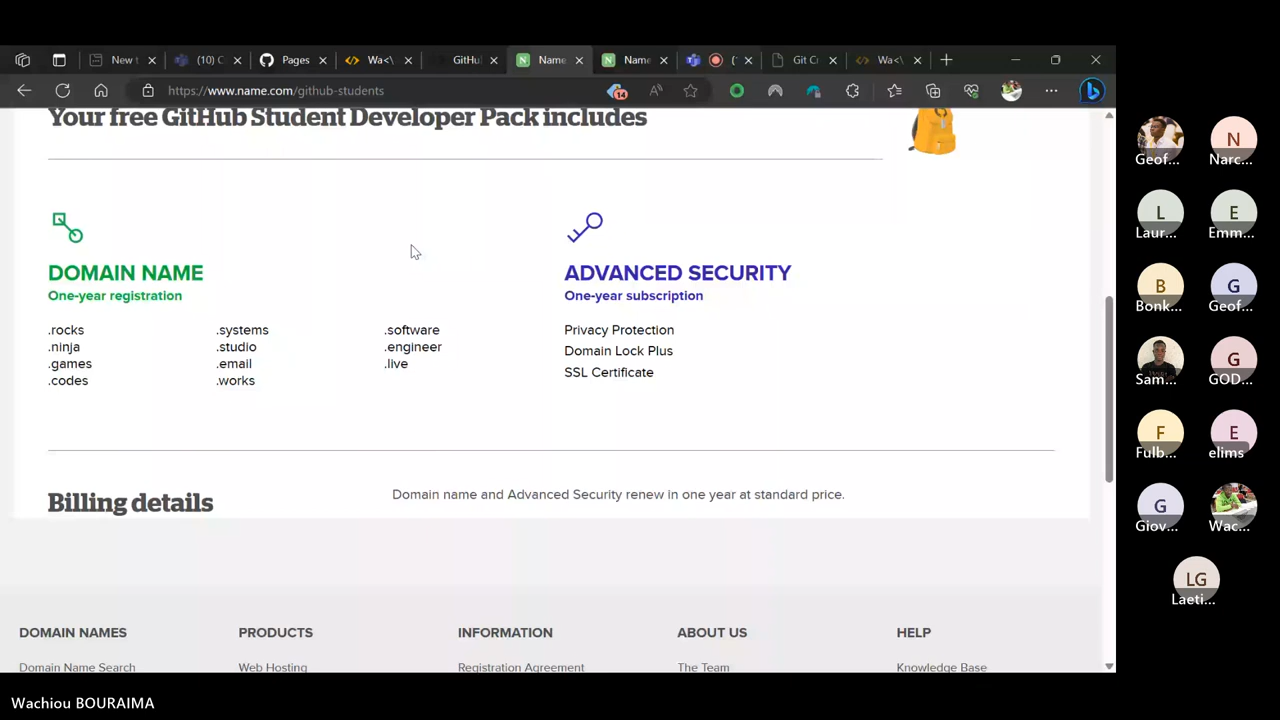 New
(10) C
Pages
Wa<\
GitHu
Name
Name
(
Git C
Wa<\
https://www.name.com/github-students
14
Your free GitHub Student Developer Pack includes
DOMAIN NAME
One-year registration
.rocks
.ninja
.games
.codes
.systems
.studio
.email
.works
.software
.engineer
.live
ADVANCED SECURITY
One-year subscription
Privacy Protection
Domain Lock Plus
SSL Certificate
Billing details
Domain name and Advanced Security renew in one year at standard price.
DOMAIN NAMES
PRODUCTS
INFORMATION
ABOUT US
HELP
Domain Name Search
Web Hosting
Registration Agreement
The Team
Knowledge Base
Geof...
N
Narc...
L
Laur...
E
Emm...
B
Bonk...
G
Geof...
Sam...
G
GOD...
F
Fulb...
E
elims
G
Giov...
Wac...
LG
Laeti...
Wachiou BOURAIMA